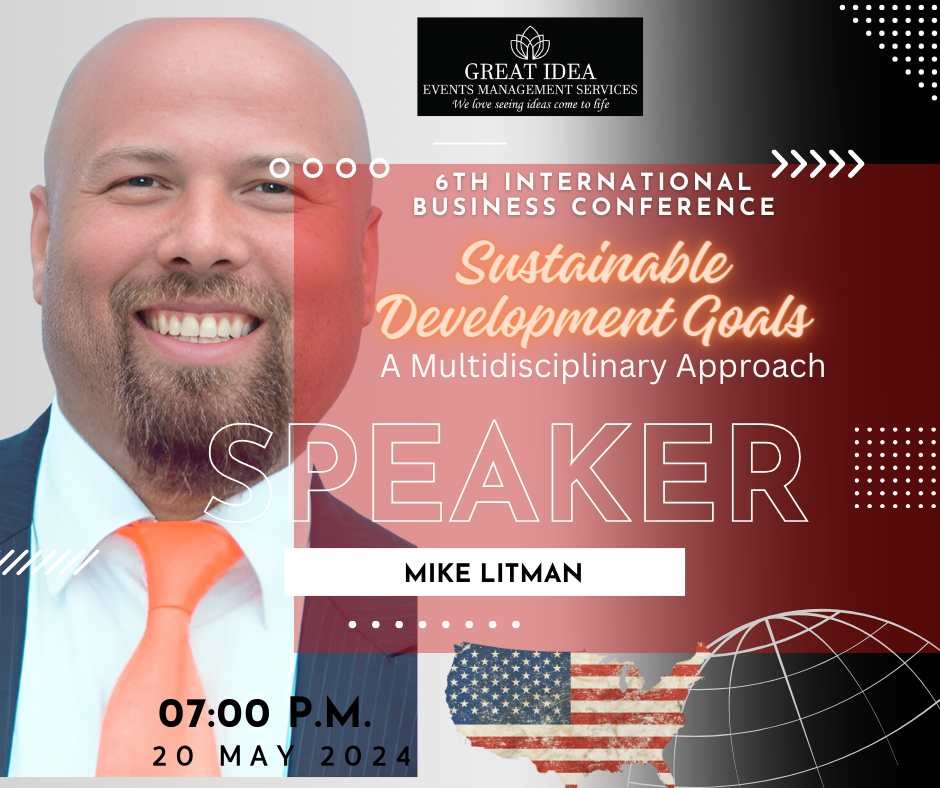 GREAT IDEA
EVENTS MANAGEMENT SERVICES
We love seeing ideas come to life
6TH INTERNATIONAL
BUSINESS CONFERENCE
Sustainable
Development Goals
A Multidisciplinary Approach
SPEAKER
MIKE LITMAN
07:00 P.M.
20 MAY 2024